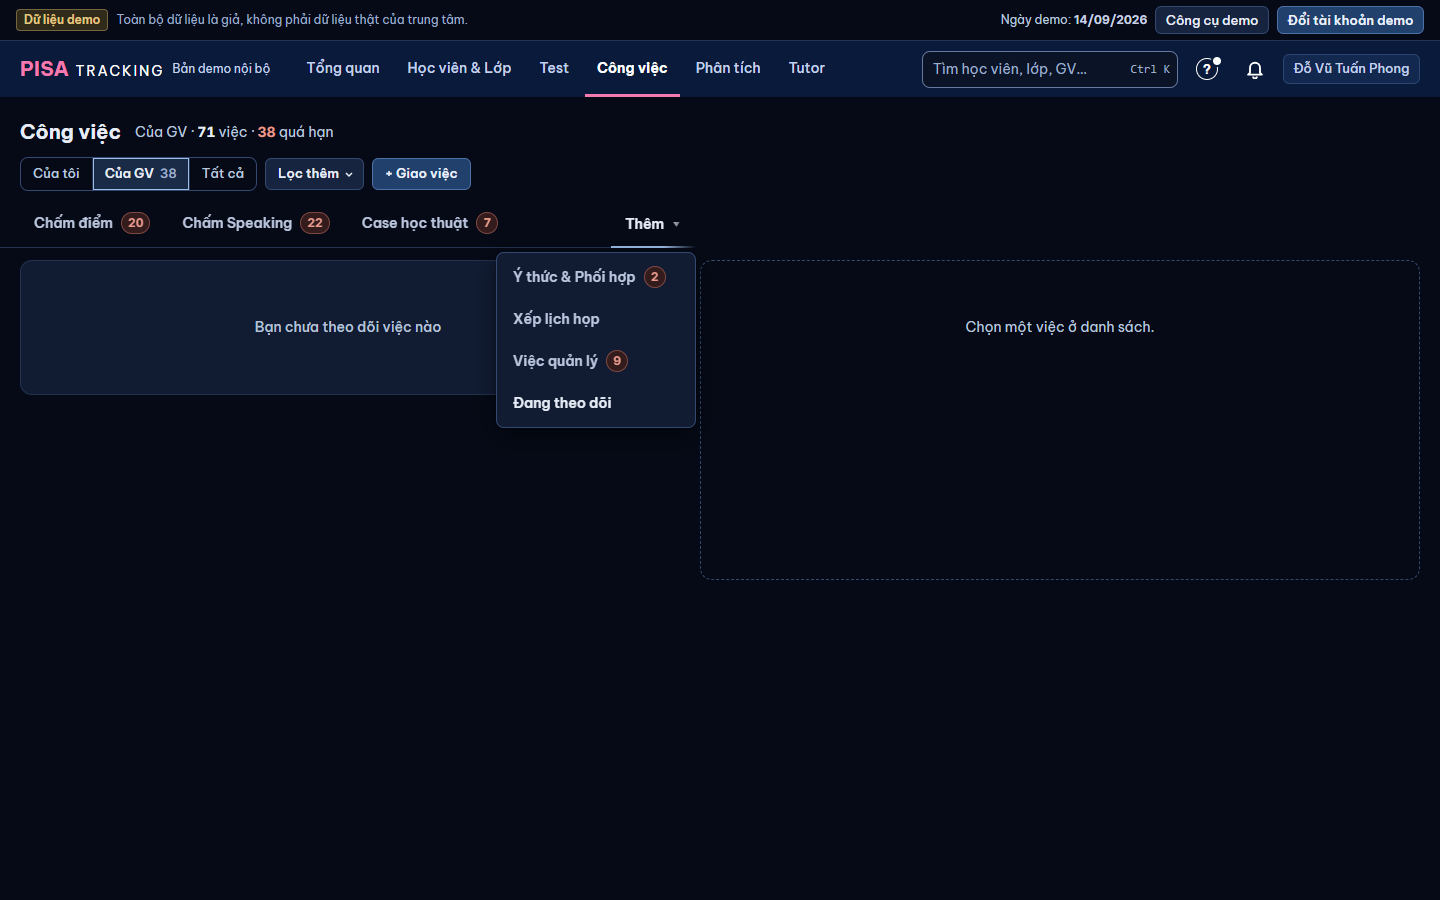 Dữ liệu demo Toàn bộ dữ liệu là giả, không phải dữ liệu thật của trung tâm. Ngày demo: 14/09/2026 Công cụ demo Đổi tài khoản demo
PISA TRACKING Bản demo nội bộ Tổng quan Học viên & Lớp Test Công việc Phân tích Tutor Tìm học viên, lớp, GV... Ctrl K ? Đỗ Vũ Tuấn Phong
Công việc Của GV · 71 việc · 38 quá hạn
Của tôi Của GV 38 Tất cả Lọc thêm + Giao việc
Chấm điểm 20 Chấm Speaking 22 Case học thuật 7 Thêm
Ý thức & Phối hợp 2
Xếp lịch họp
Việc quản lý 9
Đang theo dõi
Bạn chưa theo dõi việc nào
Chọn một việc ở danh sách.